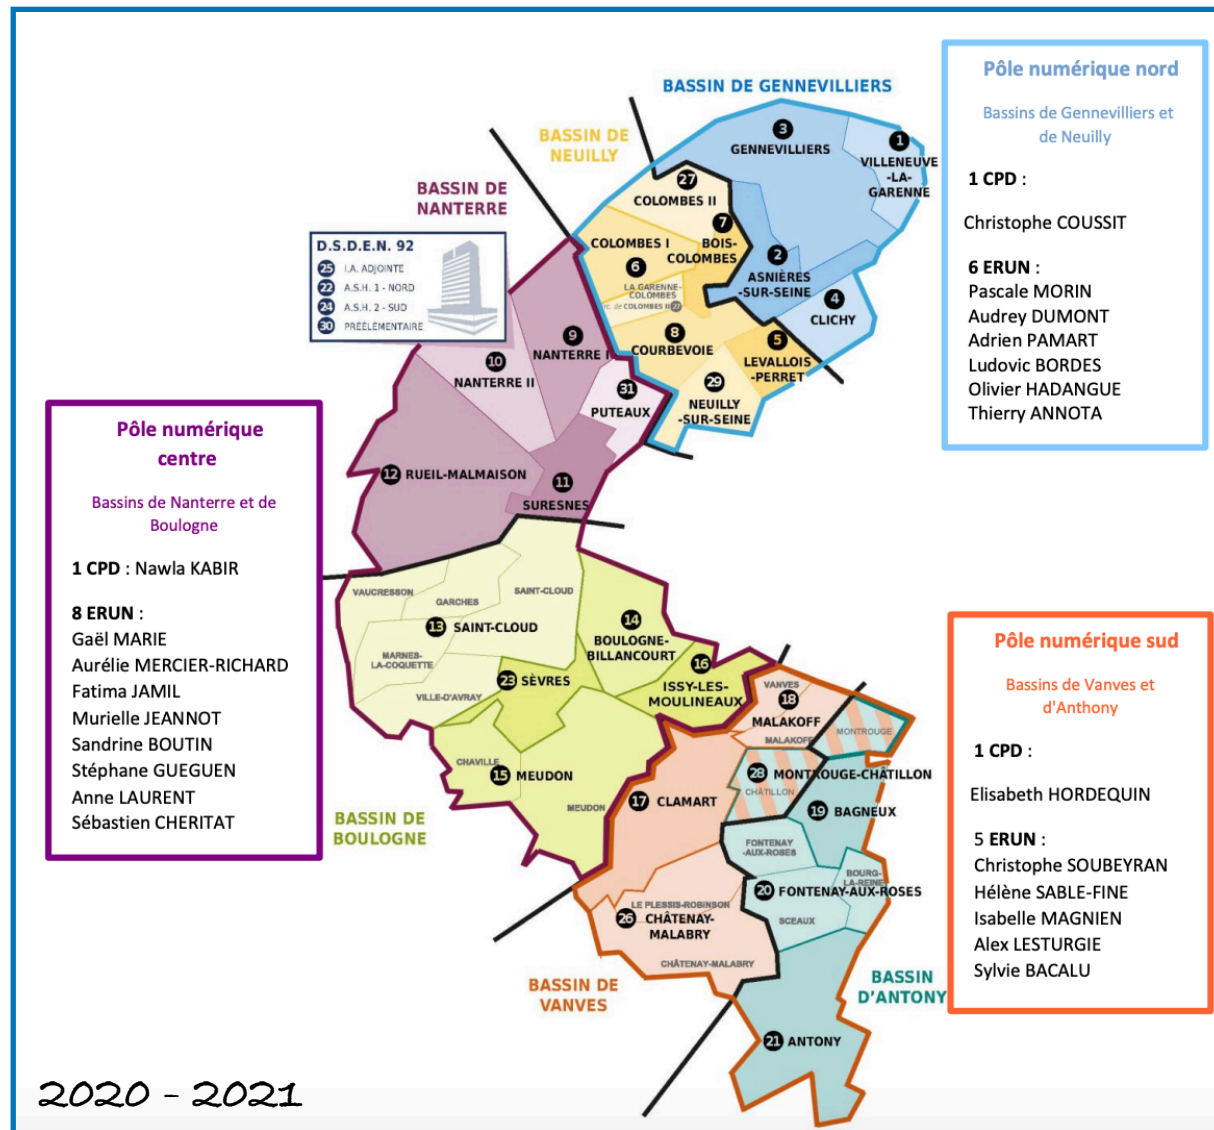 BASSIN DE GENNEVILLIERS
BASSIN DE
NEUILLY
BASSIN DE
NANTERRE
3
GENNEVILLIERS
1
VILLENEUVE
-LA-
GARENNE
27
COLOMBES II
7
BOIS-
COLOMBES
COLOMBES I
6
2
ASNIÈRES
-SUR-SEINE
LA GARENNE-
COLOMBES
rc. de COLOMBES II 27
4
CLICHY
8
COURBEVOIE
5
LEVALLOIS
-PERRET
29
NEUILLY
-SUR-SEINE
D.S.D.E.N. 92
25 I.A. ADJOINTE
22 A.S.H. 1 - NORD
24 A.S.H. 2 - SUD
30 PRÉÉLÉMENTAIRE
9
NANTERRE I
10
NANTERRE II
31
PUTEAUX
12 RUEIL-MALMAISON
11
SURESNES
VAUCRESSON
GARCHES
SAINT-CLOUD
13 SAINT-CLOUD
MARNES-
LA-COQUETTE
VILLE-D'AVRAY
14
BOULOGNE-
BILLANCOURT
23 SÈVRES
16
ISSY-LES-
MOULINEAUX
CHAVILLE
15 MEUDON
MEUDON
BASSIN DE
BOULOGNE
VANVES
18
MALAKOFF
MALAKOFF
MONTROUGE
28 MONTROUGE-CHÂTILLON
CHÂTILLON
17 CLAMART
19 BAGNEUX
FONTENAY
-AUX-ROSES
BOURG-
LA-REINE
20 FONTENAY-AUX-ROSES
SCEAUX
LE PLESSIS-ROBINSON
26 CHÂTENAY-
MALABRY
CHÂTENAY-MALABRY
BASSIN DE
VANVES
BASSIN
D'ANTONY
21 ANTONY
Pôle numérique nord
Bassins de Gennevilliers et
de Neuilly
1 CPD :
Christophe COUSSIT
6 ERUN :
Pascale MORIN
Audrey DUMONT
Adrien PAMART
Ludovic BORDES
Olivier HADANGUE
Thierry ANNOTA
Pôle numérique
centre
Bassins de Nanterre et de
Boulogne
1 CPD : Nawla KABIR
8 ERUN :
Gaël MARIE
Aurélie MERCIER-RICHARD
Fatima JAMIL
Murielle JEANNOT
Sandrine BOUTIN
Stéphane GUEGUEN
Anne LAURENT
Sébastien CHERITAT
Pôle numérique sud
Bassins de Vanves et
d'Anthony
1 CPD :
Elisabeth HORDEQUIN
5 ERUN :
Christophe SOUBEYRAN
Hélène SABLE-FINE
Isabelle MAGNIEN
Alex LESTURGIE
Sylvie BACALU
2020 - 2021